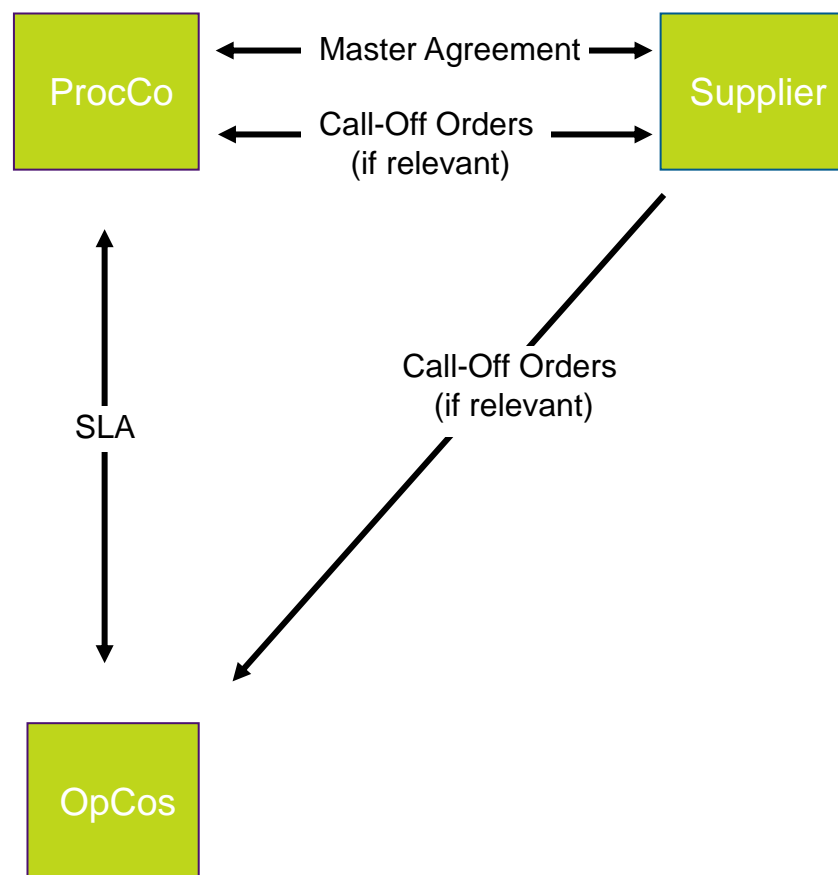 Master Agreement
ProcCo
Supplier
Call-Off Orders
(if relevant)
Call-Off Orders
(if relevant)
SLA
OpCos